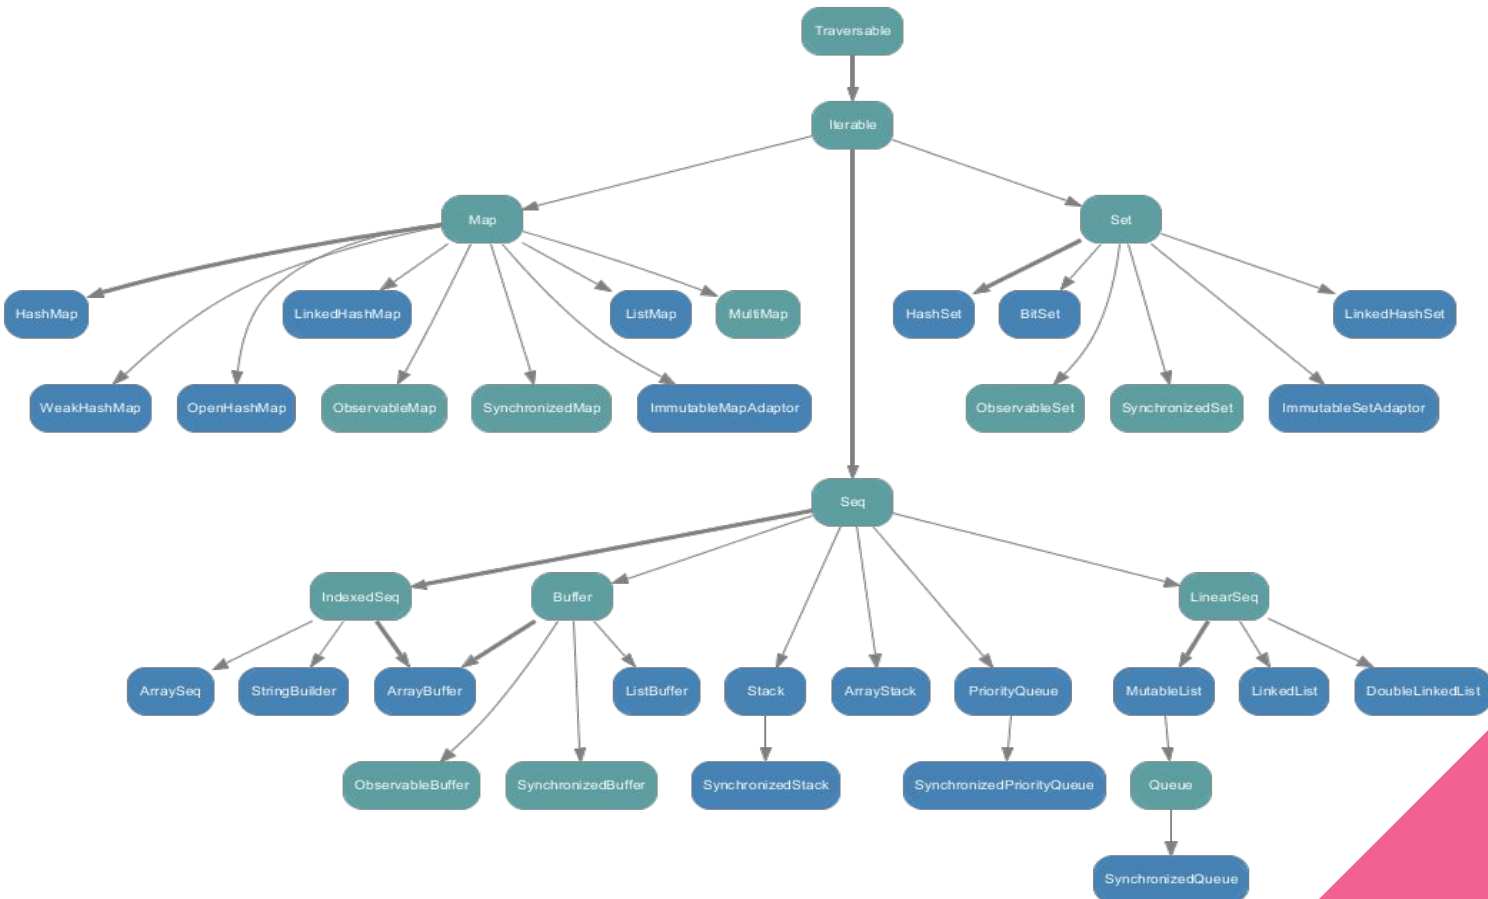 Traversable
Iterable
Map
Set
HashMap
LinkedHashMap
ListMap
MultiMap
HashSet
BitSet
LinkedHashSet
WeakHashMap
OpenHashMap
ObservableMap
SynchronizedMap
ImmutableMapAdaptor
ObservableSet
SynchronizedSet
ImmutableSetAdaptor
Seq
IndexedSeq
Buffer
LinearSeq
ArraySeq
StringBuilder
ArrayBuffer
ListBuffer
Stack
ArrayStack
PriorityQueue
MutableList
LinkedList
DoubleLinkedList
ObservableBuffer
SynchronizedBuffer
SynchronizedStack
SynchronizedPriorityQueue
Queue
SynchronizedQueue